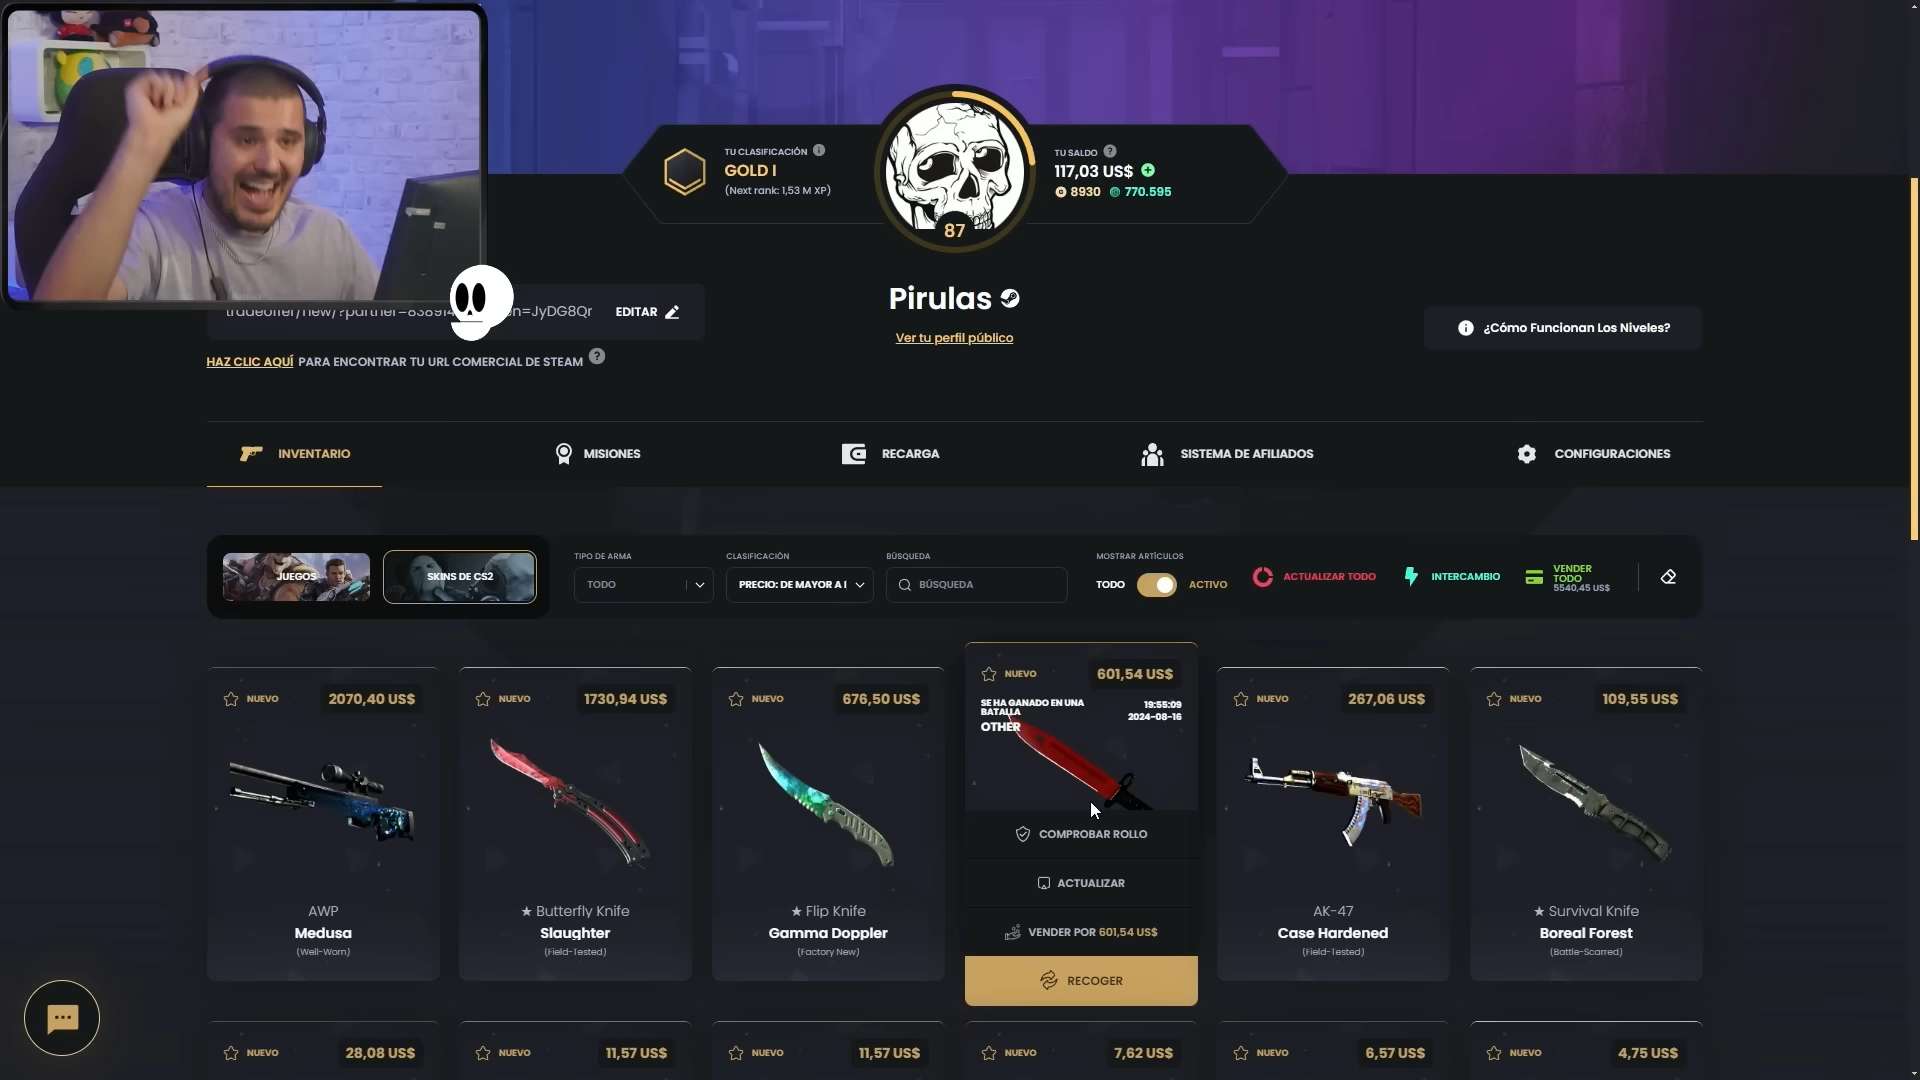 TU CLASIFICACIÓN
GOLD I
(Next rank: 1,53 M XP)
87
TU SALDO
117,03 US$
8930 770.595
EDITAR
Pirulas
Ver tu perfil público
¿Cómo Funcionan Los Niveles?
HAZ CLIC AQUÍ PARA ENCONTRAR TU URL COMERCIAL DE STEAM
INVENTARIO
MISIONES
RECARGA
SISTEMA DE AFILIADOS
CONFIGURACIONES
JUEGOS
SKINS DE CS2
TIPO DE ARMA
TODO
CLASIFICACIÓN
PRECIO: DE MAYOR A
BÚSQUEDA
BÚSQUEDA
MOSTRAR ARTÍCULOS
TODO
ACTIVO
ACTUALIZAR TODO
INTERCAMBIO
VENDER
TODO
5540,45 US$
NUEVO 2070,40 US$
AWP
Medusa
(Well-Worn)
NUEVO 1730,94 US$
★ Butterfly Knife
Slaughter
(Field-Tested)
NUEVO 676,50 US$
★ Flip Knife
Gamma Doppler
(Factory New)
NUEVO 601,54 US$
SE HA GANADO EN UNA
BATALLA
OTHER
19:55:09
2024-08-16
COMPROBAR ROLLO
ACTUALIZAR
VENDER POR 601,54 US$
RECOGER
NUEVO 267,06 US$
AK-47
Case Hardened
(Field-Tested)
NUEVO 109,55 US$
★ Survival Knife
Boreal Forest
(Battle-Scarred)
NUEVO 28,08 US$
NUEVO 11,57 US$
NUEVO 11,57 US$
NUEVO 7,62 US$
NUEVO 6,57 US$
NUEVO 4,75 US$